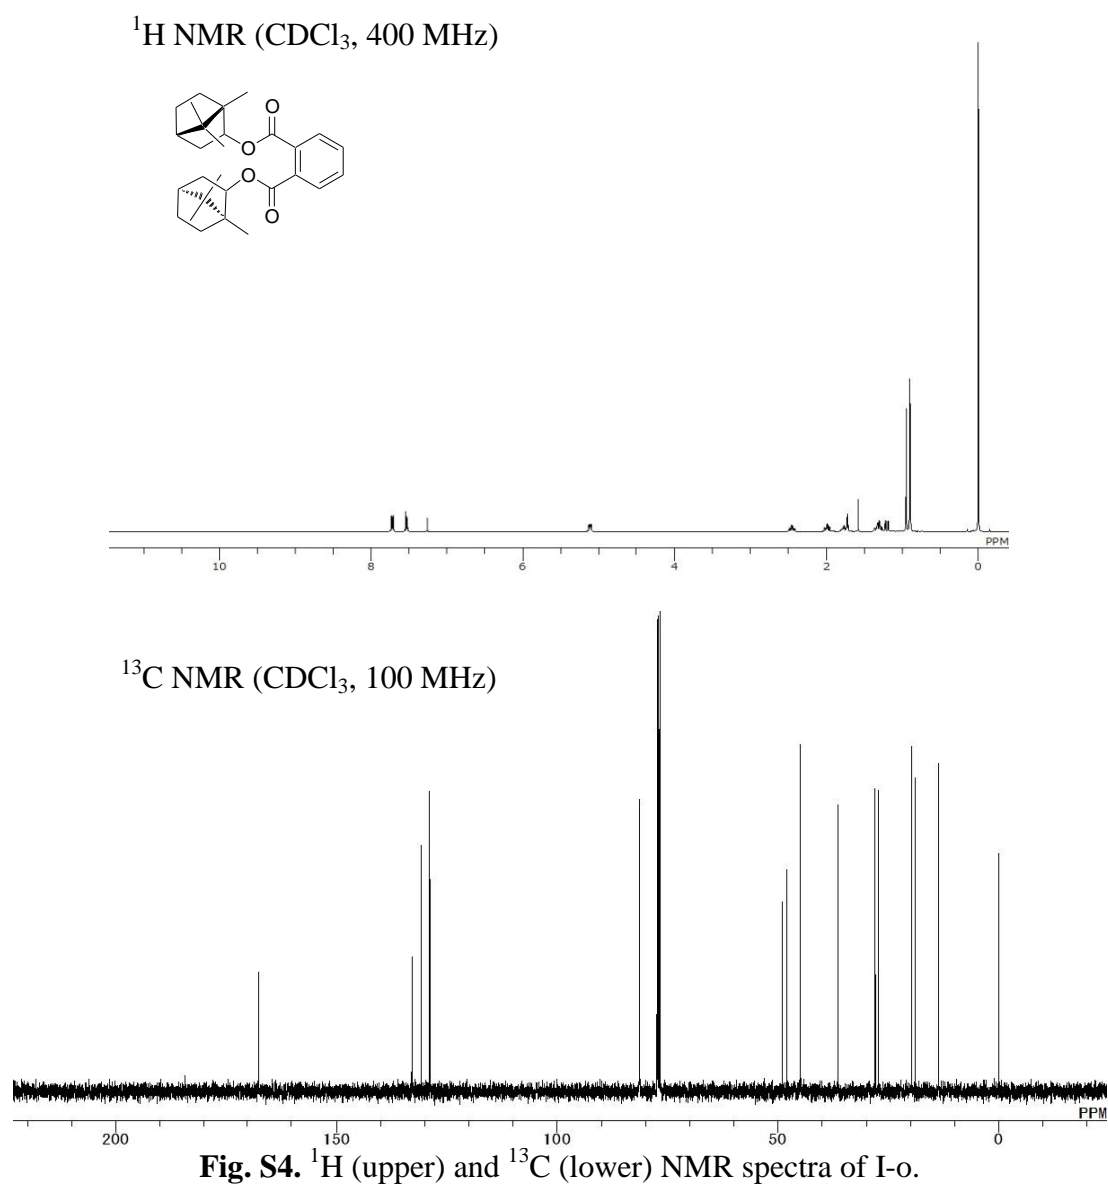 ¹H NMR (CDCl₃, 400 MHz)
O
O
O
O
PPM
10 8 6 4 2 0
¹³C NMR (CDCl₃, 100 MHz)
PPM
200 150 100 50 0
Fig. S4. ¹H (upper) and ¹³C (lower) NMR spectra of I-o.